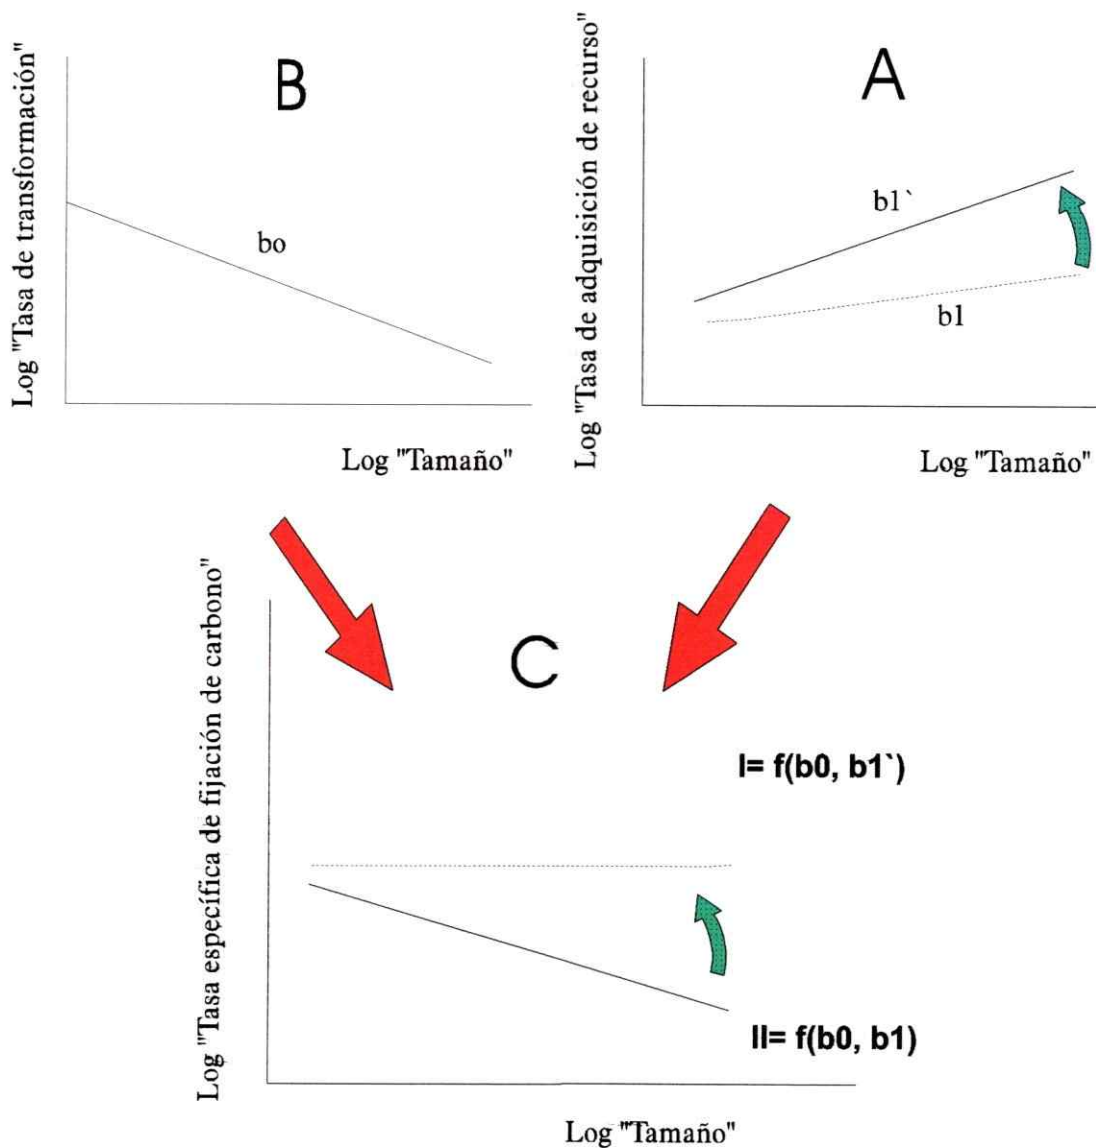 B
Log "Tasa de transformación"
bo
Log "Tamaño"
A
Log "Tasa de adquisición de recurso"
b1`
b1
Log "Tamaño"
C
Log "Tasa específica de fijación de carbono"
I= f(b0, b1`)
II= f(b0, b1)
Log "Tamaño"